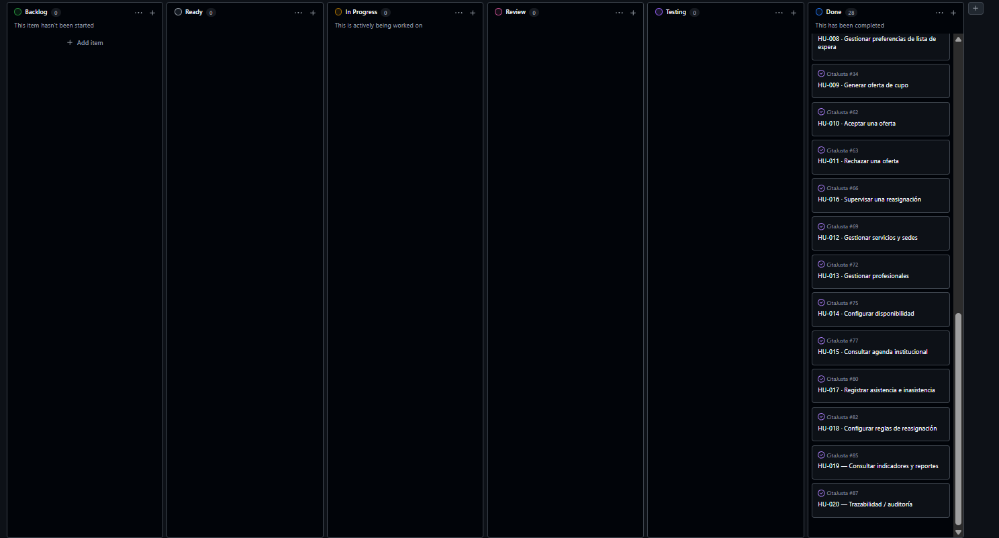 Backlog 0
This item hasn't been started
Add item
Ready 0
In Progress 0
This is actively being worked on
Review 0
Testing 0
Done 28
This has been completed
HU-008 · Gestionar preferencias de lista de
espera
CitaJusta #34
HU-009 · Generar oferta de cupo
CitaJusta #62
HU-010 · Aceptar una oferta
CitaJusta #63
HU-011 · Rechazar una oferta
CitaJusta #66
HU-016 · Supervisar una reasignación
CitaJusta #69
HU-012 · Gestionar servicios y sedes
CitaJusta #72
HU-013 · Gestionar profesionales
CitaJusta #75
HU-014 · Configurar disponibilidad
CitaJusta #77
HU-015 · Consultar agenda institucional
CitaJusta #80
HU-017 · Registrar asistencia e inasistencia
CitaJusta #82
HU-018 · Configurar reglas de reasignación
CitaJusta #85
HU-019 — Consultar indicadores y reportes
CitaJusta #87
HU-020 — Trazabilidad / auditoría